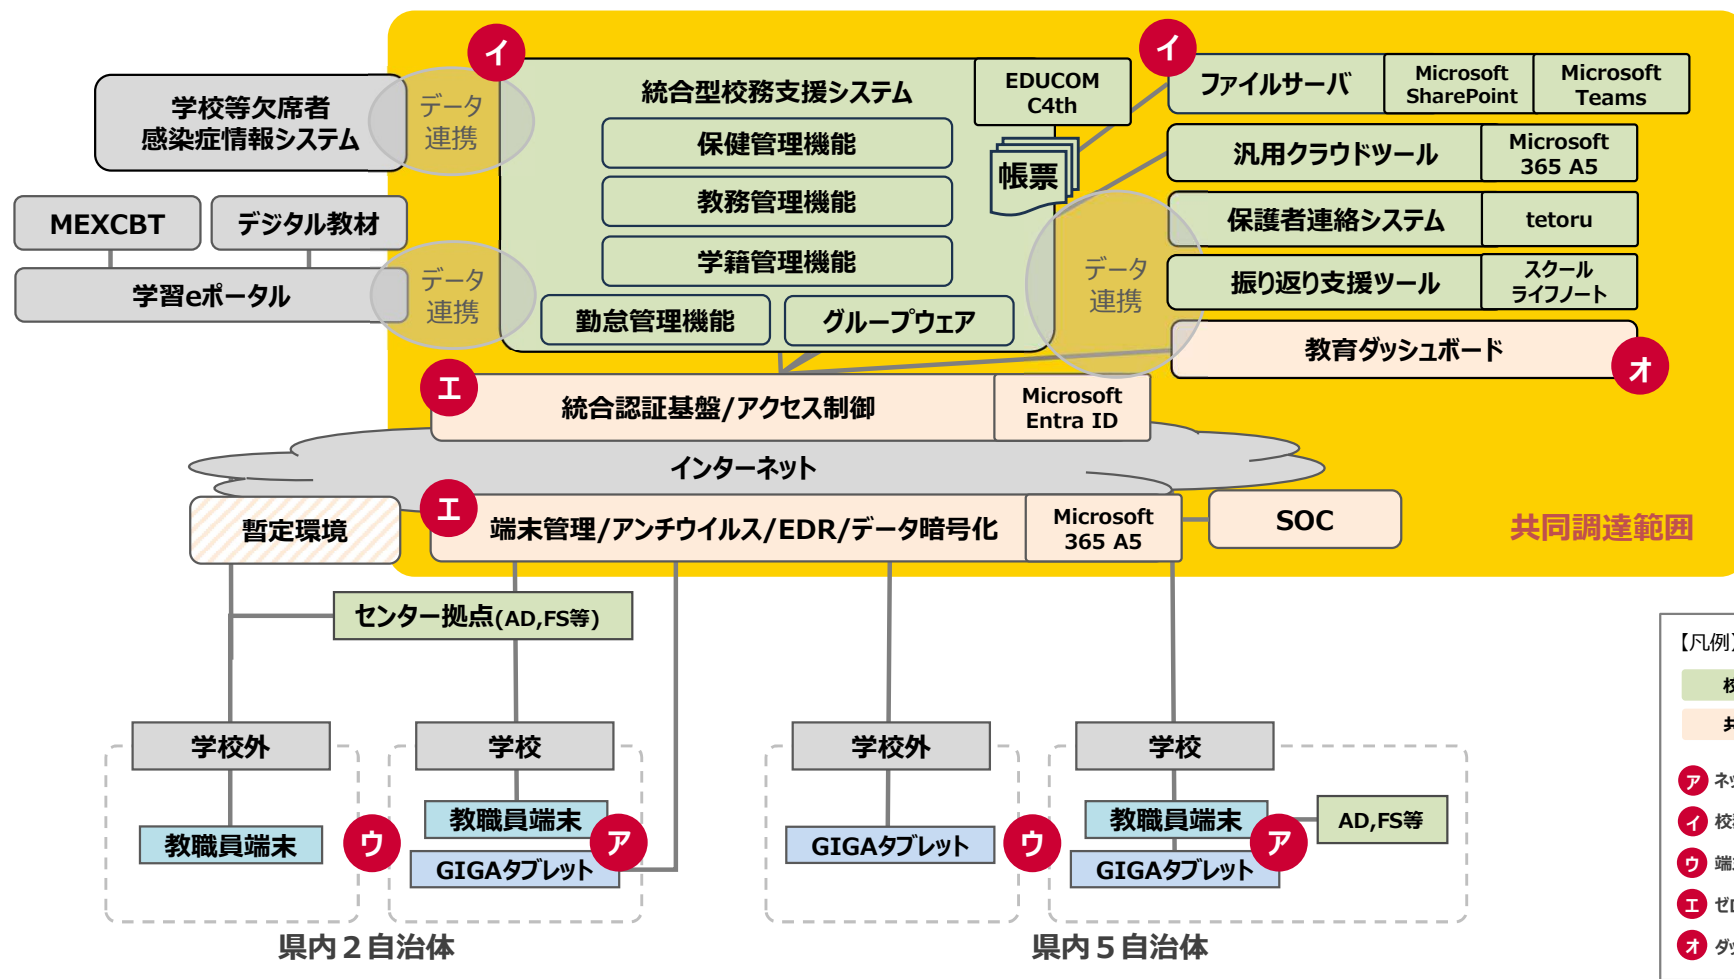 イ
イ
学校等欠席者
感染症情報システム
データ
連携
統合型校務支援システム
EDUCOM
C4th
保健管理機能
教務管理機能
学籍管理機能
勤怠管理機能
グループウェア
帳票
ファイルサーバ
Microsoft
SharePoint
Microsoft
Teams
汎用クラウドツール
Microsoft
365 A5
保護者連絡システム
tetoru
振り返り支援ツール
スクール
ライフノート
教育ダッシュボード
オ
データ
連携
MEXCBT
デジタル教材
学習eポータル
データ
連携
エ
統合認証基盤/アクセス制御
Microsoft
Entra ID
インターネット
暫定環境
エ
端末管理/アンチウイルス/EDR/データ暗号化
Microsoft
365 A5
SOC
共同調達範囲
センター拠点(AD,FS等)
学校外
教職員端末
ウ
学校
教職員端末
GIGAタブレット
ア
県内２自治体
学校外
GIGAタブレット
ウ
学校
教職員端末
GIGAタブレット
ア
AD,FS等
県内５自治体
【凡例】
校
共
ア ネッ
イ 校務
ウ 端末
エ ゼロ
オ ダッ